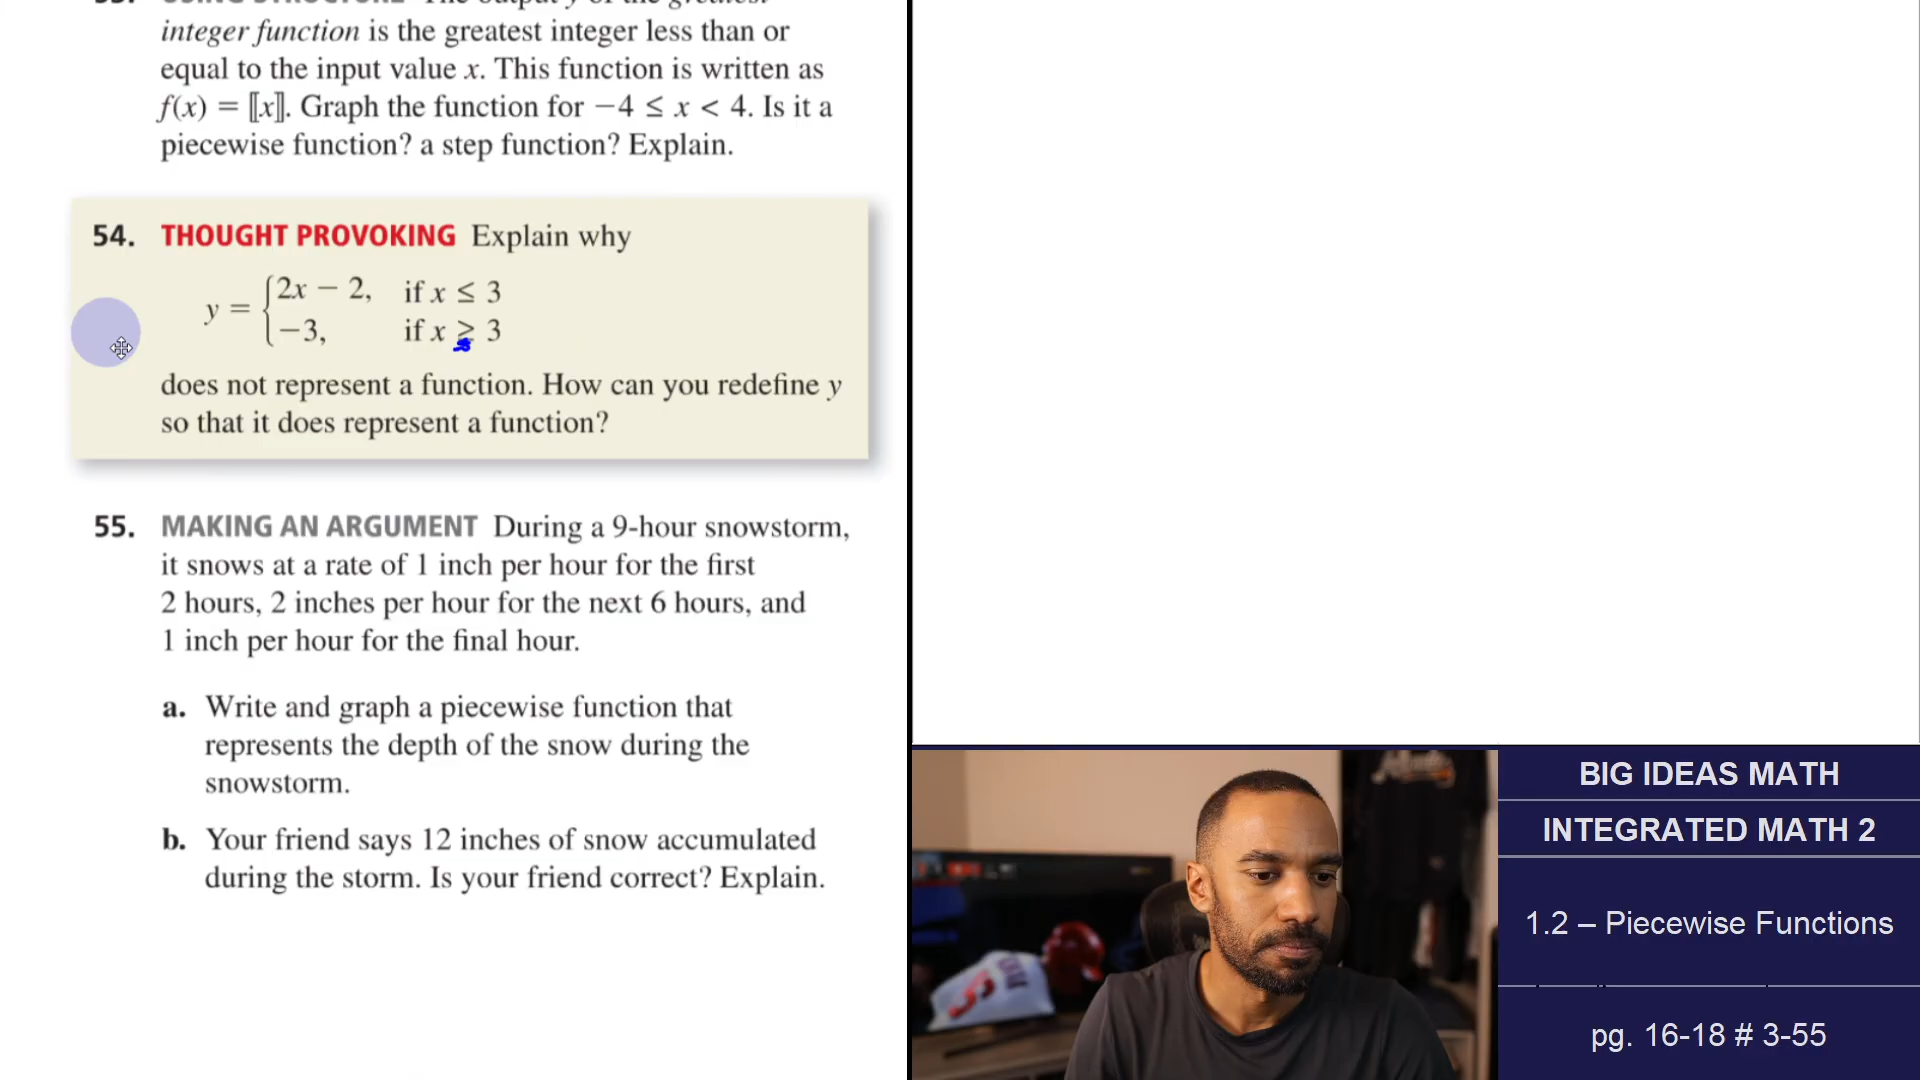 integer function is the greatest integer less than or
equal to the input value x. This function is written as
f(x) = ⟦x⟧. Graph the function for −4 ≤ x < 4. Is it a
piecewise function? a step function? Explain.
54. THOUGHT PROVOKING Explain why
y = { 2x − 2, if x ≤ 3
−3, if x ≥ 3
does not represent a function. How can you redefine y
so that it does represent a function?
55. MAKING AN ARGUMENT During a 9-hour snowstorm,
it snows at a rate of 1 inch per hour for the first
2 hours, 2 inches per hour for the next 6 hours, and
1 inch per hour for the final hour.
a. Write and graph a piecewise function that
represents the depth of the snow during the
snowstorm.
b. Your friend says 12 inches of snow accumulated
during the storm. Is your friend correct? Explain.
BIG IDEAS MATH
INTEGRATED MATH 2
1.2 – Piecewise Functions
pg. 16-18 # 3-55